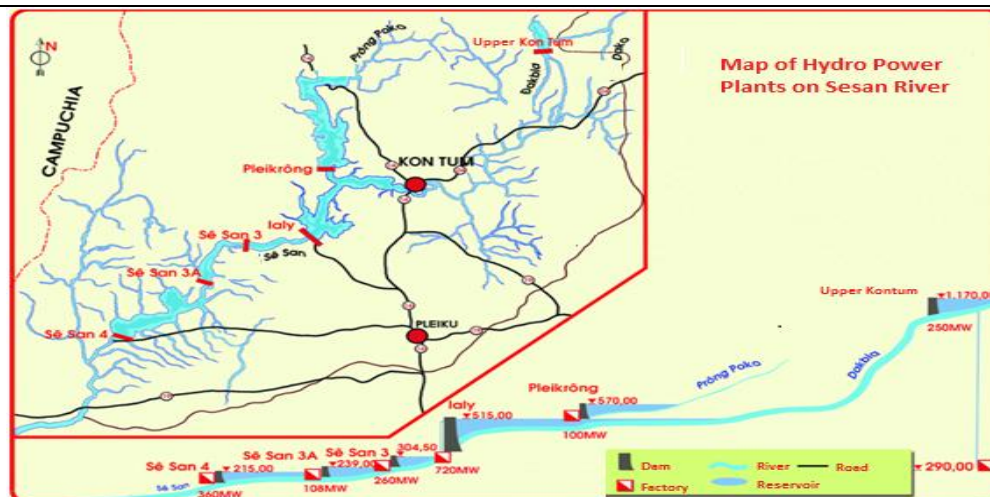 N
CAMPUCHIA
Prông Pôkô
Upper Kon Tum
Dakbla
Map of Hydro Power
Plants on Sesan River
Pleikrông
KON TUM
Ialy
Sê San 3
Sê San
Sê San 3A
Sê San 4
PLEIKU
Upper Kontum
1.170,00
250MW
Prông Poko
Dakbla
Pleikrông
570,00
100MW
Ialy
515,00
720MW
Sê San 3
304,50
260MW
Sê San 3A
239,00
108MW
Sê San 4
215,00
360MW
Sê San
290,00
Dam
River
Road
Factory
Reservoir